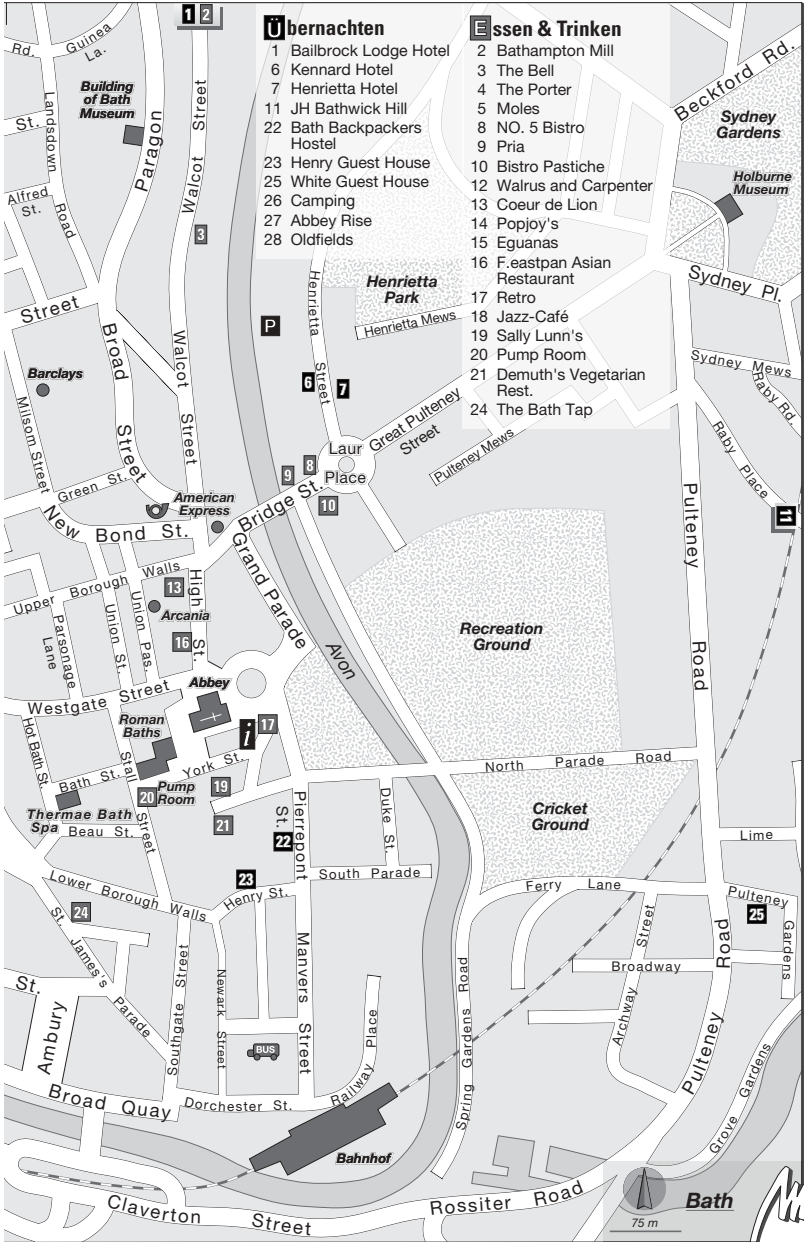 1 2
Übernachten
1 Bailbrock Lodge Hotel
6 Kennard Hotel
7 Henrietta Hotel
11 JH Bathwick Hill
22 Bath Backpackers
Hostel
23 Henry Guest House
25 White Guest House
26 Camping
27 Abbey Rise
28 Oldfields
Essen & Trinken
2 Bathampton Mill
3 The Bell
4 The Porter
5 Moles
8 NO. 5 Bistro
9 Pria
10 Bistro Pastiche
12 Walrus and Carpenter
13 Coeur de Lion
14 Popjoy's
15 Eguanas
16 F.eastpan Asian
Restaurant
17 Retro
18 Jazz-Café
19 Sally Lunn's
20 Pump Room
21 Demuth's Vegetarian
Rest.
24 The Bath Tap
Rd.
Guinea
La.
Building
of Bath
Museum
St.
Landsdown
Road
Paragon
Walcot Street
Alfred
St.
3
Beckford Rd.
Sydney
Gardens
Holburne
Museum
Sydney Pl.
Henrietta
Park
Henrietta Mews
Henrietta
Street
P
Street
Broad
Street
Walcot
Street
Barclays
Milsom Street
6
7
Great Pulteney
Street
Pulteney Mews
Sydney Mews
Raby Rd.
Raby Place
11
Laur
Place
8
9
10
Green St.
American
Express
Bridge St.
New Bond St.
Grand Parade
Upper Borough Walls
High St.
13
Arcania
16
Parsonage
Lane
Union St.
Union Pas.
Avon
Recreation
Ground
Pulteney
Road
Westgate Street
Abbey
Roman
Baths
i
17
Hot Bath St.
Stall
Street
York St.
Bath St.
Pump
Room
19
20
21
Thermae Bath
Spa
Beau St.
Pierrepont
St.
22
Duke St.
North Parade Road
Cricket
Ground
Lime
South Parade
23
Henry St.
Lower Borough Walls
24
St. James's
Parade
Ferry Lane
Pulteney
Gardens
25
Street
Archway
Broadway
Road
Pulteney
St.
Ambury
Southgate Street
Newark
Street
Manvers
Street
BUS
Railway Place
Spring Gardens Road
Grove Gardens
Broad Quay
Dorchester St.
Bahnhof
Claverton Street
Rossiter Road
75 m
Bath